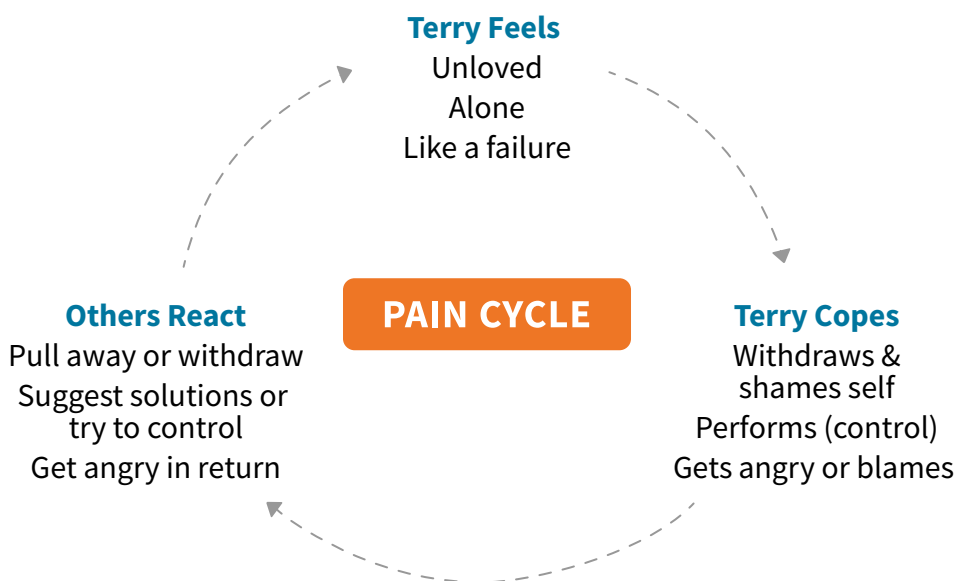 Terry Feels
Unloved
Alone
Like a failure
PAIN CYCLE
Terry Copes
Withdraws &
shames self
Performs (control)
Gets angry or blames
Others React
Pull away or withdraw
Suggest solutions or
try to control
Get angry in return